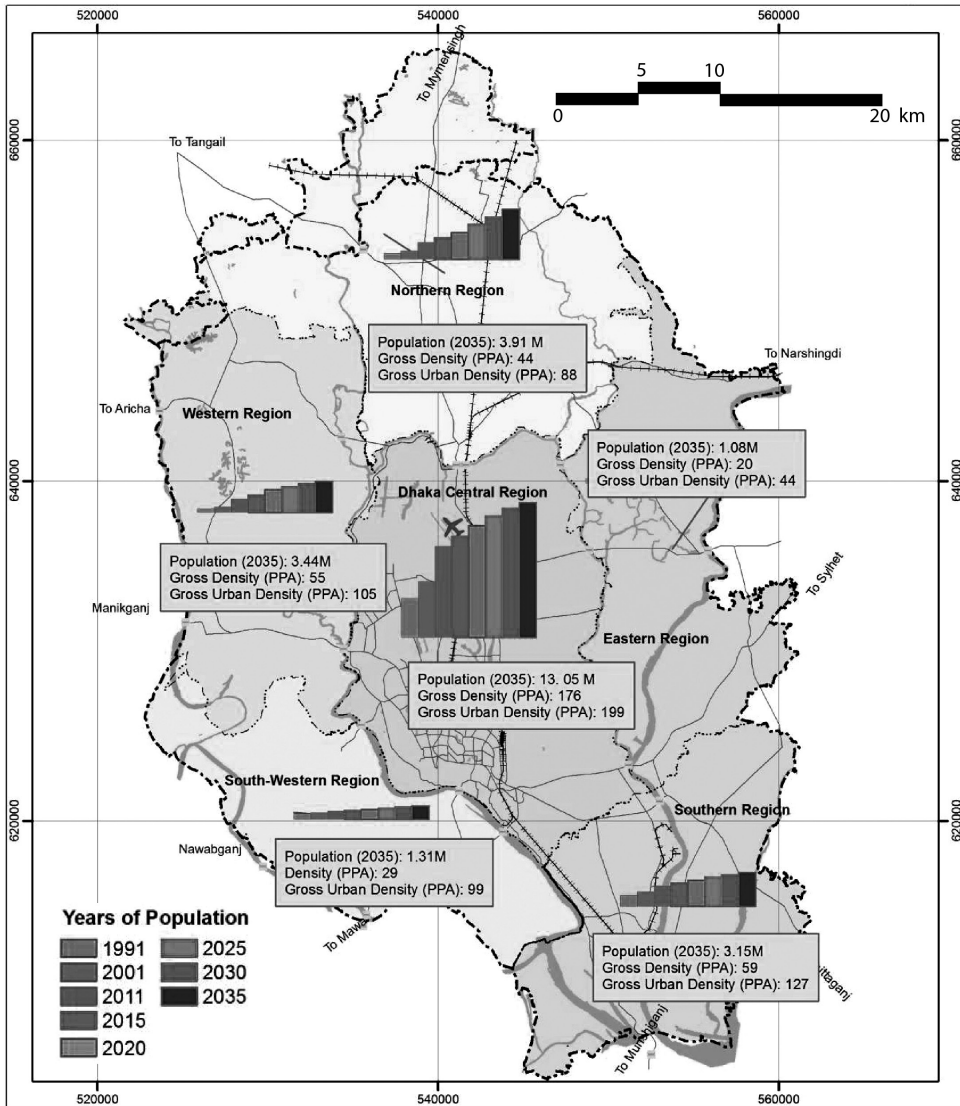 520000
540000
560000
5
10
0
20 km
To Mymensingh
660000
660000
To Tangail
Northern Region
Population (2035): 3.91 M
Gross Density (PPA): 44
Gross Urban Density (PPA): 88
To Narshingdi
To Aricha
Western Region
Population (2035): 1.08M
Gross Density (PPA): 20
Gross Urban Density (PPA): 44
640000
640000
Dhaka Central Region
Population (2035): 3.44M
Gross Density (PPA): 55
Gross Urban Density (PPA): 105
To Sylhet
Manikganj
Eastern Region
Population (2035): 13. 05 M
Gross Density (PPA): 176
Gross Urban Density (PPA): 199
South-Western Region
Southern Region
620000
620000
Nawabganj
Population (2035): 1.31M
Density (PPA): 29
Gross Urban Density (PPA): 99
To Mawa
Population (2035): 3.15M
Gross Density (PPA): 59
Gross Urban Density (PPA): 127
To Munshiganj
Years of Population
1991
2001
2011
2015
2020
2025
2030
2035
520000
540000
560000